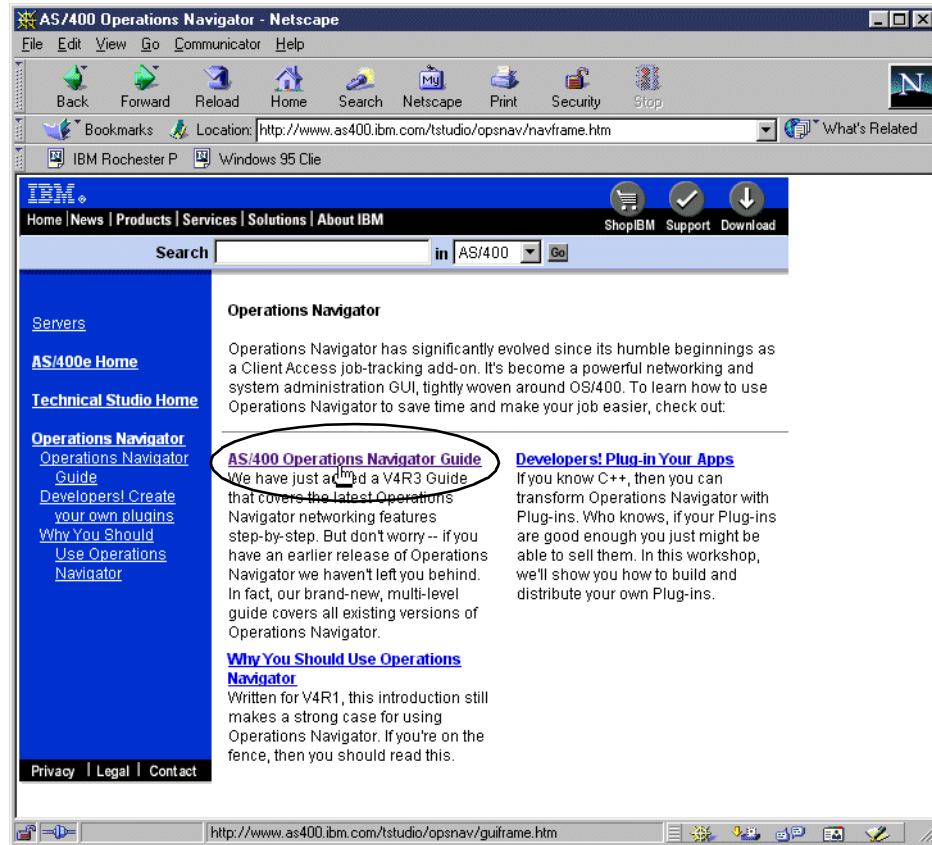 AS/400 Operations Navigator - Netscape
File Edit View Go Communicator Help
Back Forward Reload Home Search Netscape Print Security Stop
My
N
Bookmarks Location: http://www.as400.ibm.com/tstudio/opsnav/navframe.htm What's Related
IBM Rochester P Windows 95 Clie
IBM
Home | News | Products | Services | Solutions | About IBM
ShopIBM Support Download
Search in AS/400 Go
Servers
AS/400e Home
Technical Studio Home
Operations Navigator
Operations Navigator
Guide
Developers! Create
your own plugins
Why You Should
Use Operations
Navigator
Privacy | Legal | Contact
Operations Navigator
Operations Navigator has significantly evolved since its humble beginnings as
a Client Access job-tracking add-on. It's become a powerful networking and
system administration GUI, tightly woven around OS/400. To learn how to use
Operations Navigator to save time and make your job easier, check out:
AS/400 Operations Navigator Guide
We have just added a V4R3 Guide
that covers the latest Operations
Navigator networking features
step-by-step. But don't worry -- if you
have an earlier release of Operations
Navigator we haven't left you behind.
In fact, our brand-new, multi-level
guide covers all existing versions of
Operations Navigator.
Why You Should Use Operations
Navigator
Written for V4R1, this introduction still
makes a strong case for using
Operations Navigator. If you're on the
fence, then you should read this.
Developers! Plug-in Your Apps
If you know C++, then you can
transform Operations Navigator with
Plug-ins. Who knows, if your Plug-ins
are good enough you just might be
able to sell them. In this workshop,
we'll show you how to build and
distribute your own Plug-ins.
http://www.as400.ibm.com/tstudio/opsnav/guiframe.htm